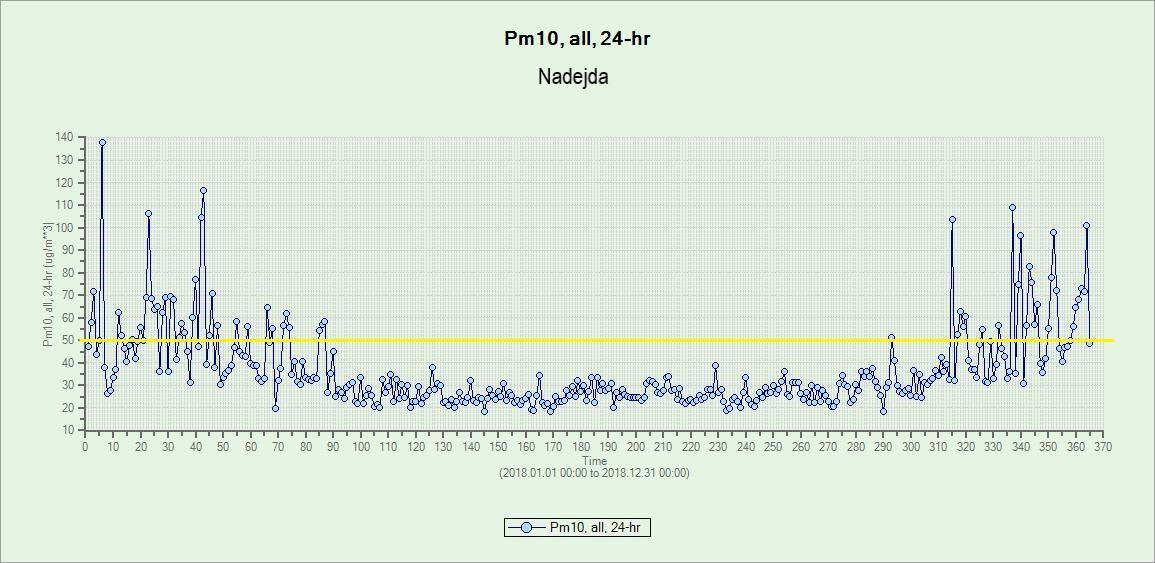 Pm10, all, 24-hr
Nadejda
Pm10, all, 24-hr (ug/m**3|
140
130
120
110
100
90
80
70
60
50
40
30
20
10
0 10 20 30 40 50 60 70 80 90 100 110 120 130 140 150 160 170 180 190 200 210 220 230 240 250 260 270 280 290 300 310 320 330 340 350 360 370
Time
(2018.01.01 00:00 to 2018.12.31 00:00)
Pm10, all, 24-hr